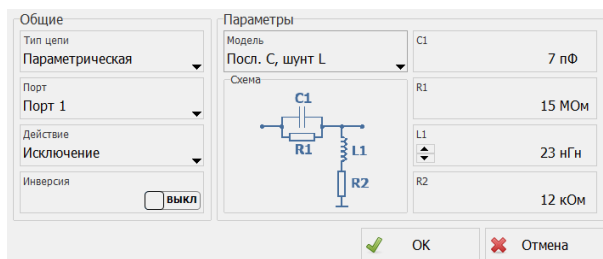 Общие
Тип цепи
Параметрическая
Порт
Порт 1
Действие
Исключение
Инверсия
ВЫКЛ
Параметры
Модель
Посл. С, шунт L
Схема
C1
R1
L1
R2
C1
7 пФ
R1
15 МОм
L1
23 нГн
R2
12 кОм
ОК
Отмена